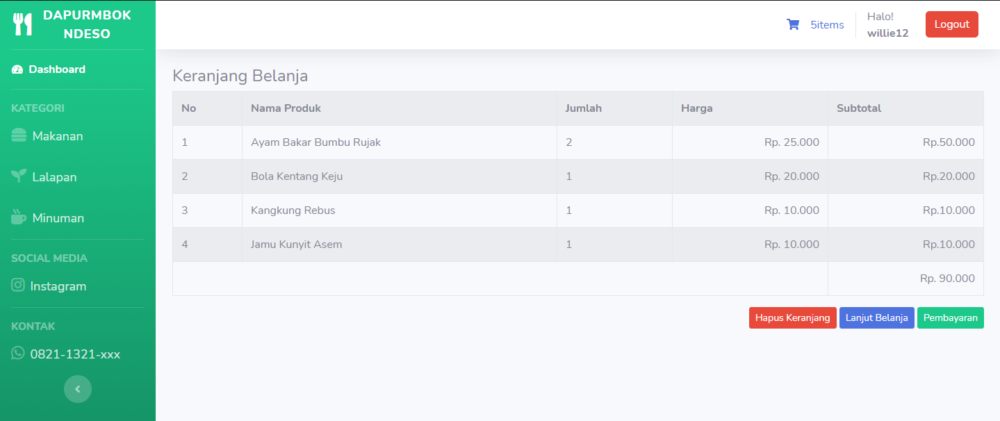 DAPURMBOK
NDESO
Dashboard
KATEGORI
Makanan
Lalapan
Minuman
SOCIAL MEDIA
Instagram
KONTAK
0821-1321-xxx
5items
Halo!
willie12
Logout
Keranjang Belanja
No Nama Produk Jumlah Harga Subtotal
1 Ayam Bakar Bumbu Rujak 2 Rp. 25.000 Rp.50.000
2 Bola Kentang Keju 1 Rp. 20.000 Rp.20.000
3 Kangkung Rebus 1 Rp. 10.000 Rp.10.000
4 Jamu Kunyit Asem 1 Rp. 10.000 Rp.10.000
Rp. 90.000
Hapus Keranjang Lanjut Belanja Pembayaran